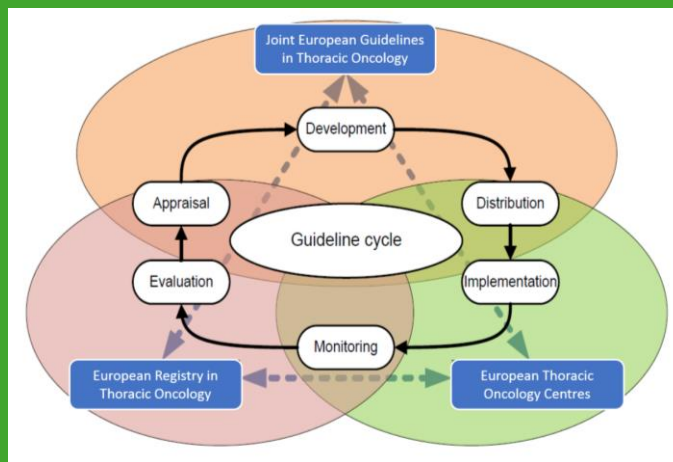 Joint European Guidelines
in Thoracic Oncology
Development
Appraisal
Distribution
Guideline cycle
Evaluation
Implementation
Monitoring
European Registry in
Thoracic Oncology
European Thoracic
Oncology Centres